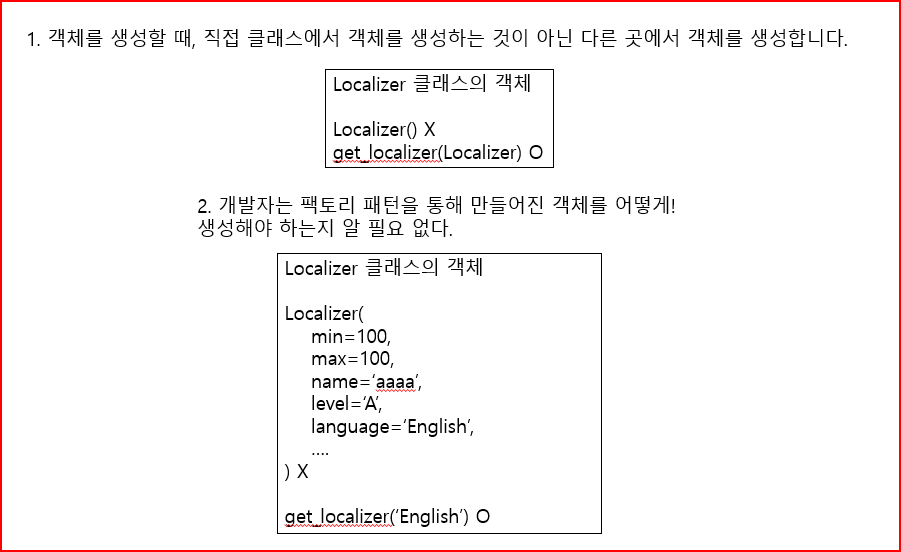 1. 객체를 생성할 때, 직접 클래스에서 객체를 생성하는 것이 아닌 다른 곳에서 객체를 생성합니다.
Localizer 클래스의 객체
Localizer() X
get_localizer(Localizer) O
2. 개발자는 팩토리 패턴을 통해 만들어진 객체를 어떻게!
생성해야 하는지 알 필요 없다.
Localizer 클래스의 객체
Localizer(
min=100,
max=100,
name=‘aaaa’,
level=‘A’,
language=‘English’,
....
) X
get_localizer(‘English’) O